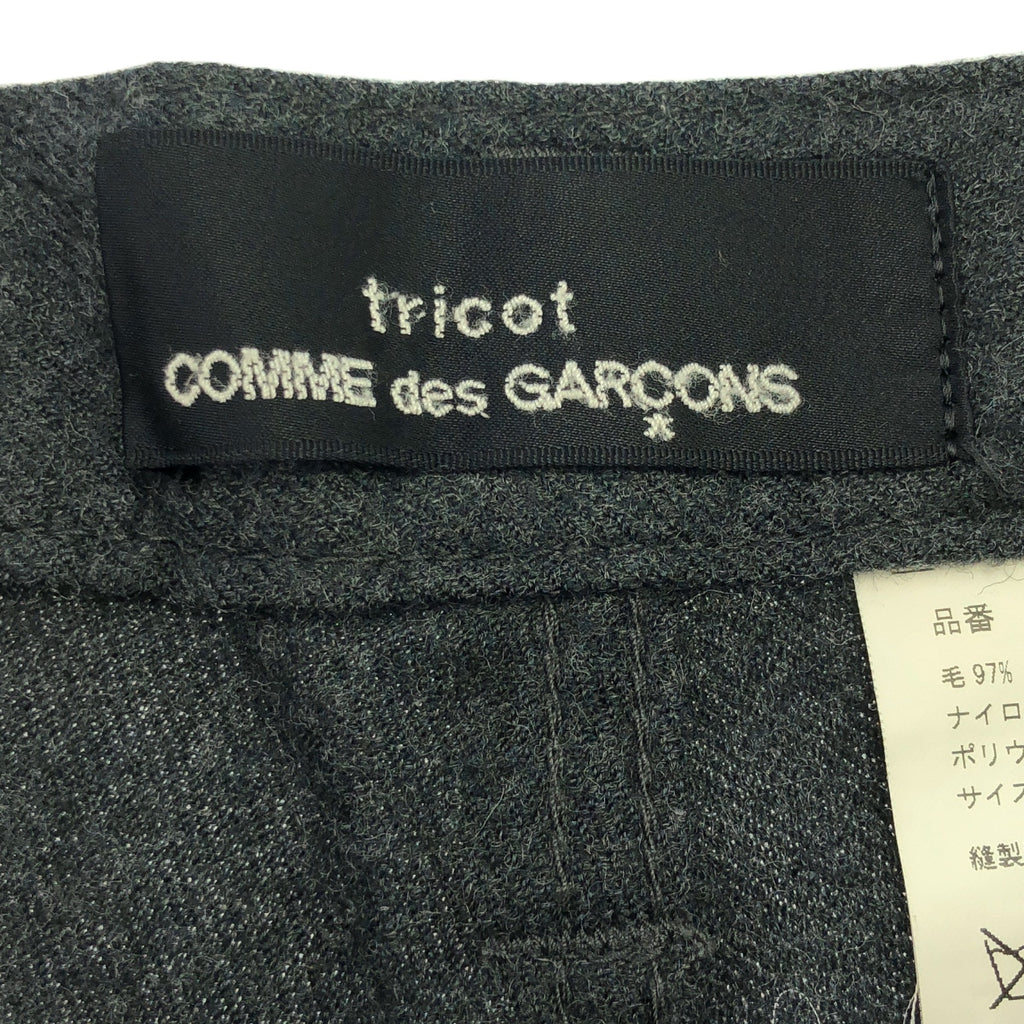 tricot
COMME des GARÇONS
*
品番
毛 97%
ナイロ
ポリウ
サイズ
縫製